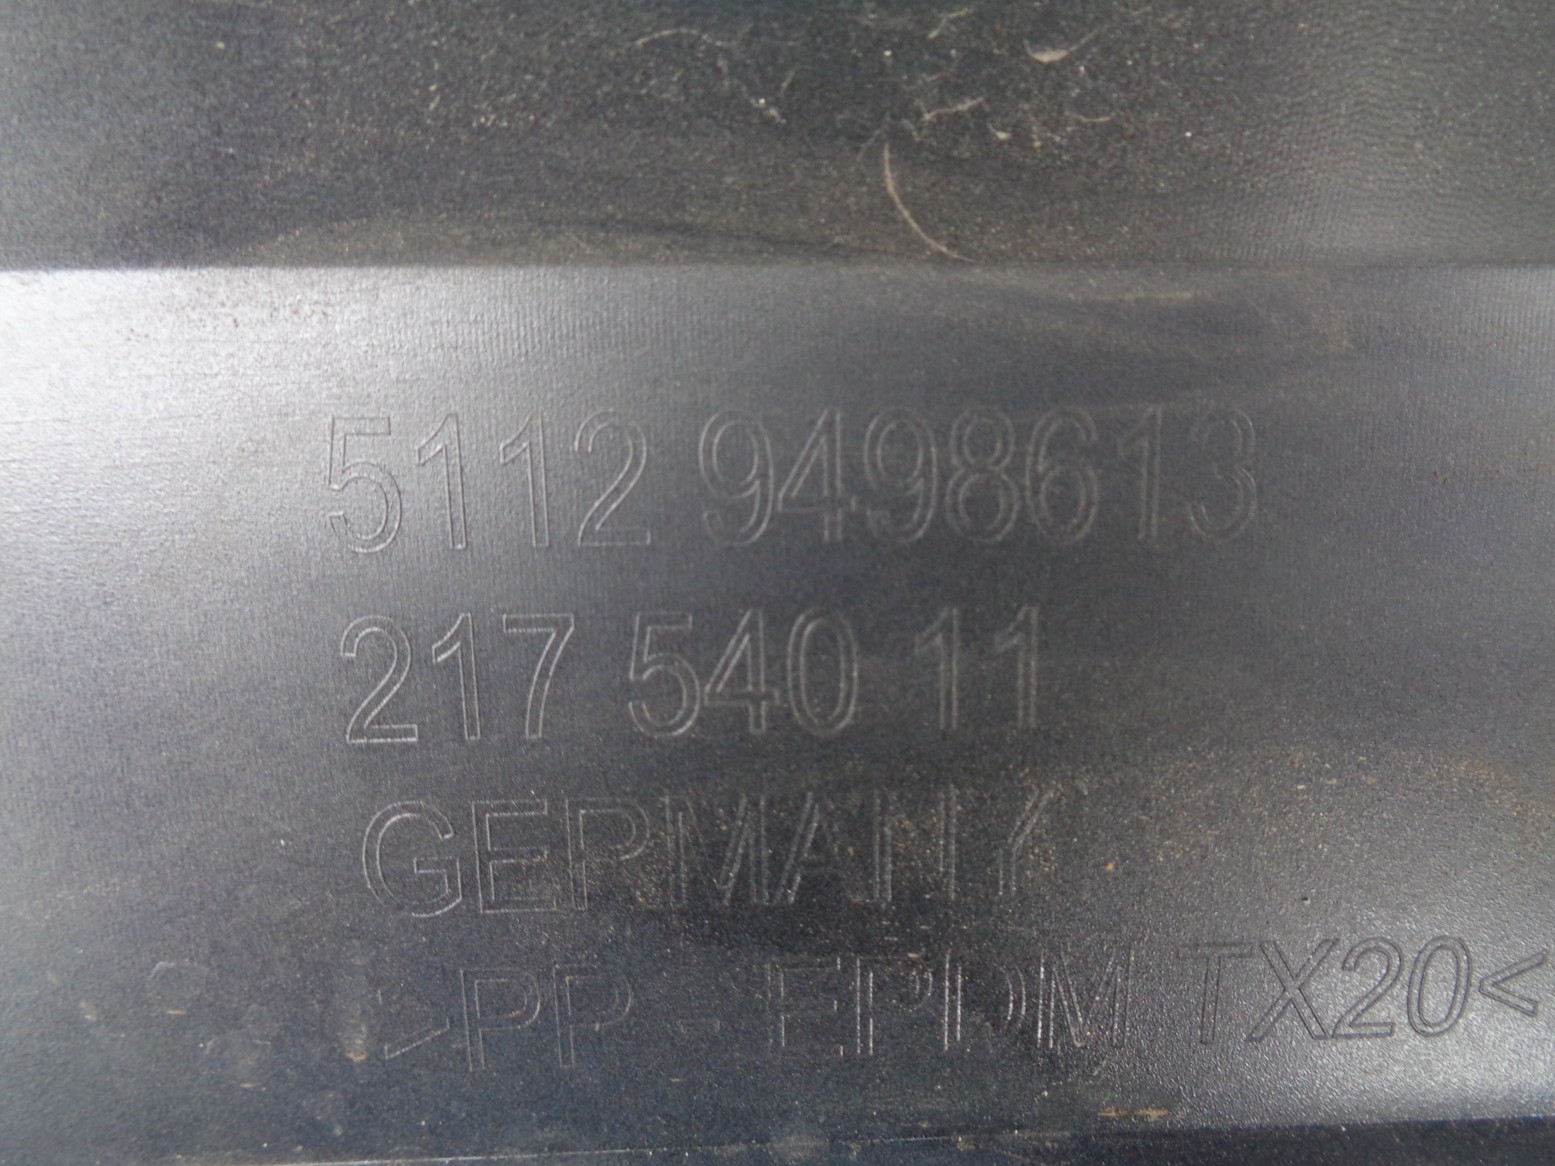 5112 9498613
217 540 11
GERMANY
>PP - EPDM TX20<